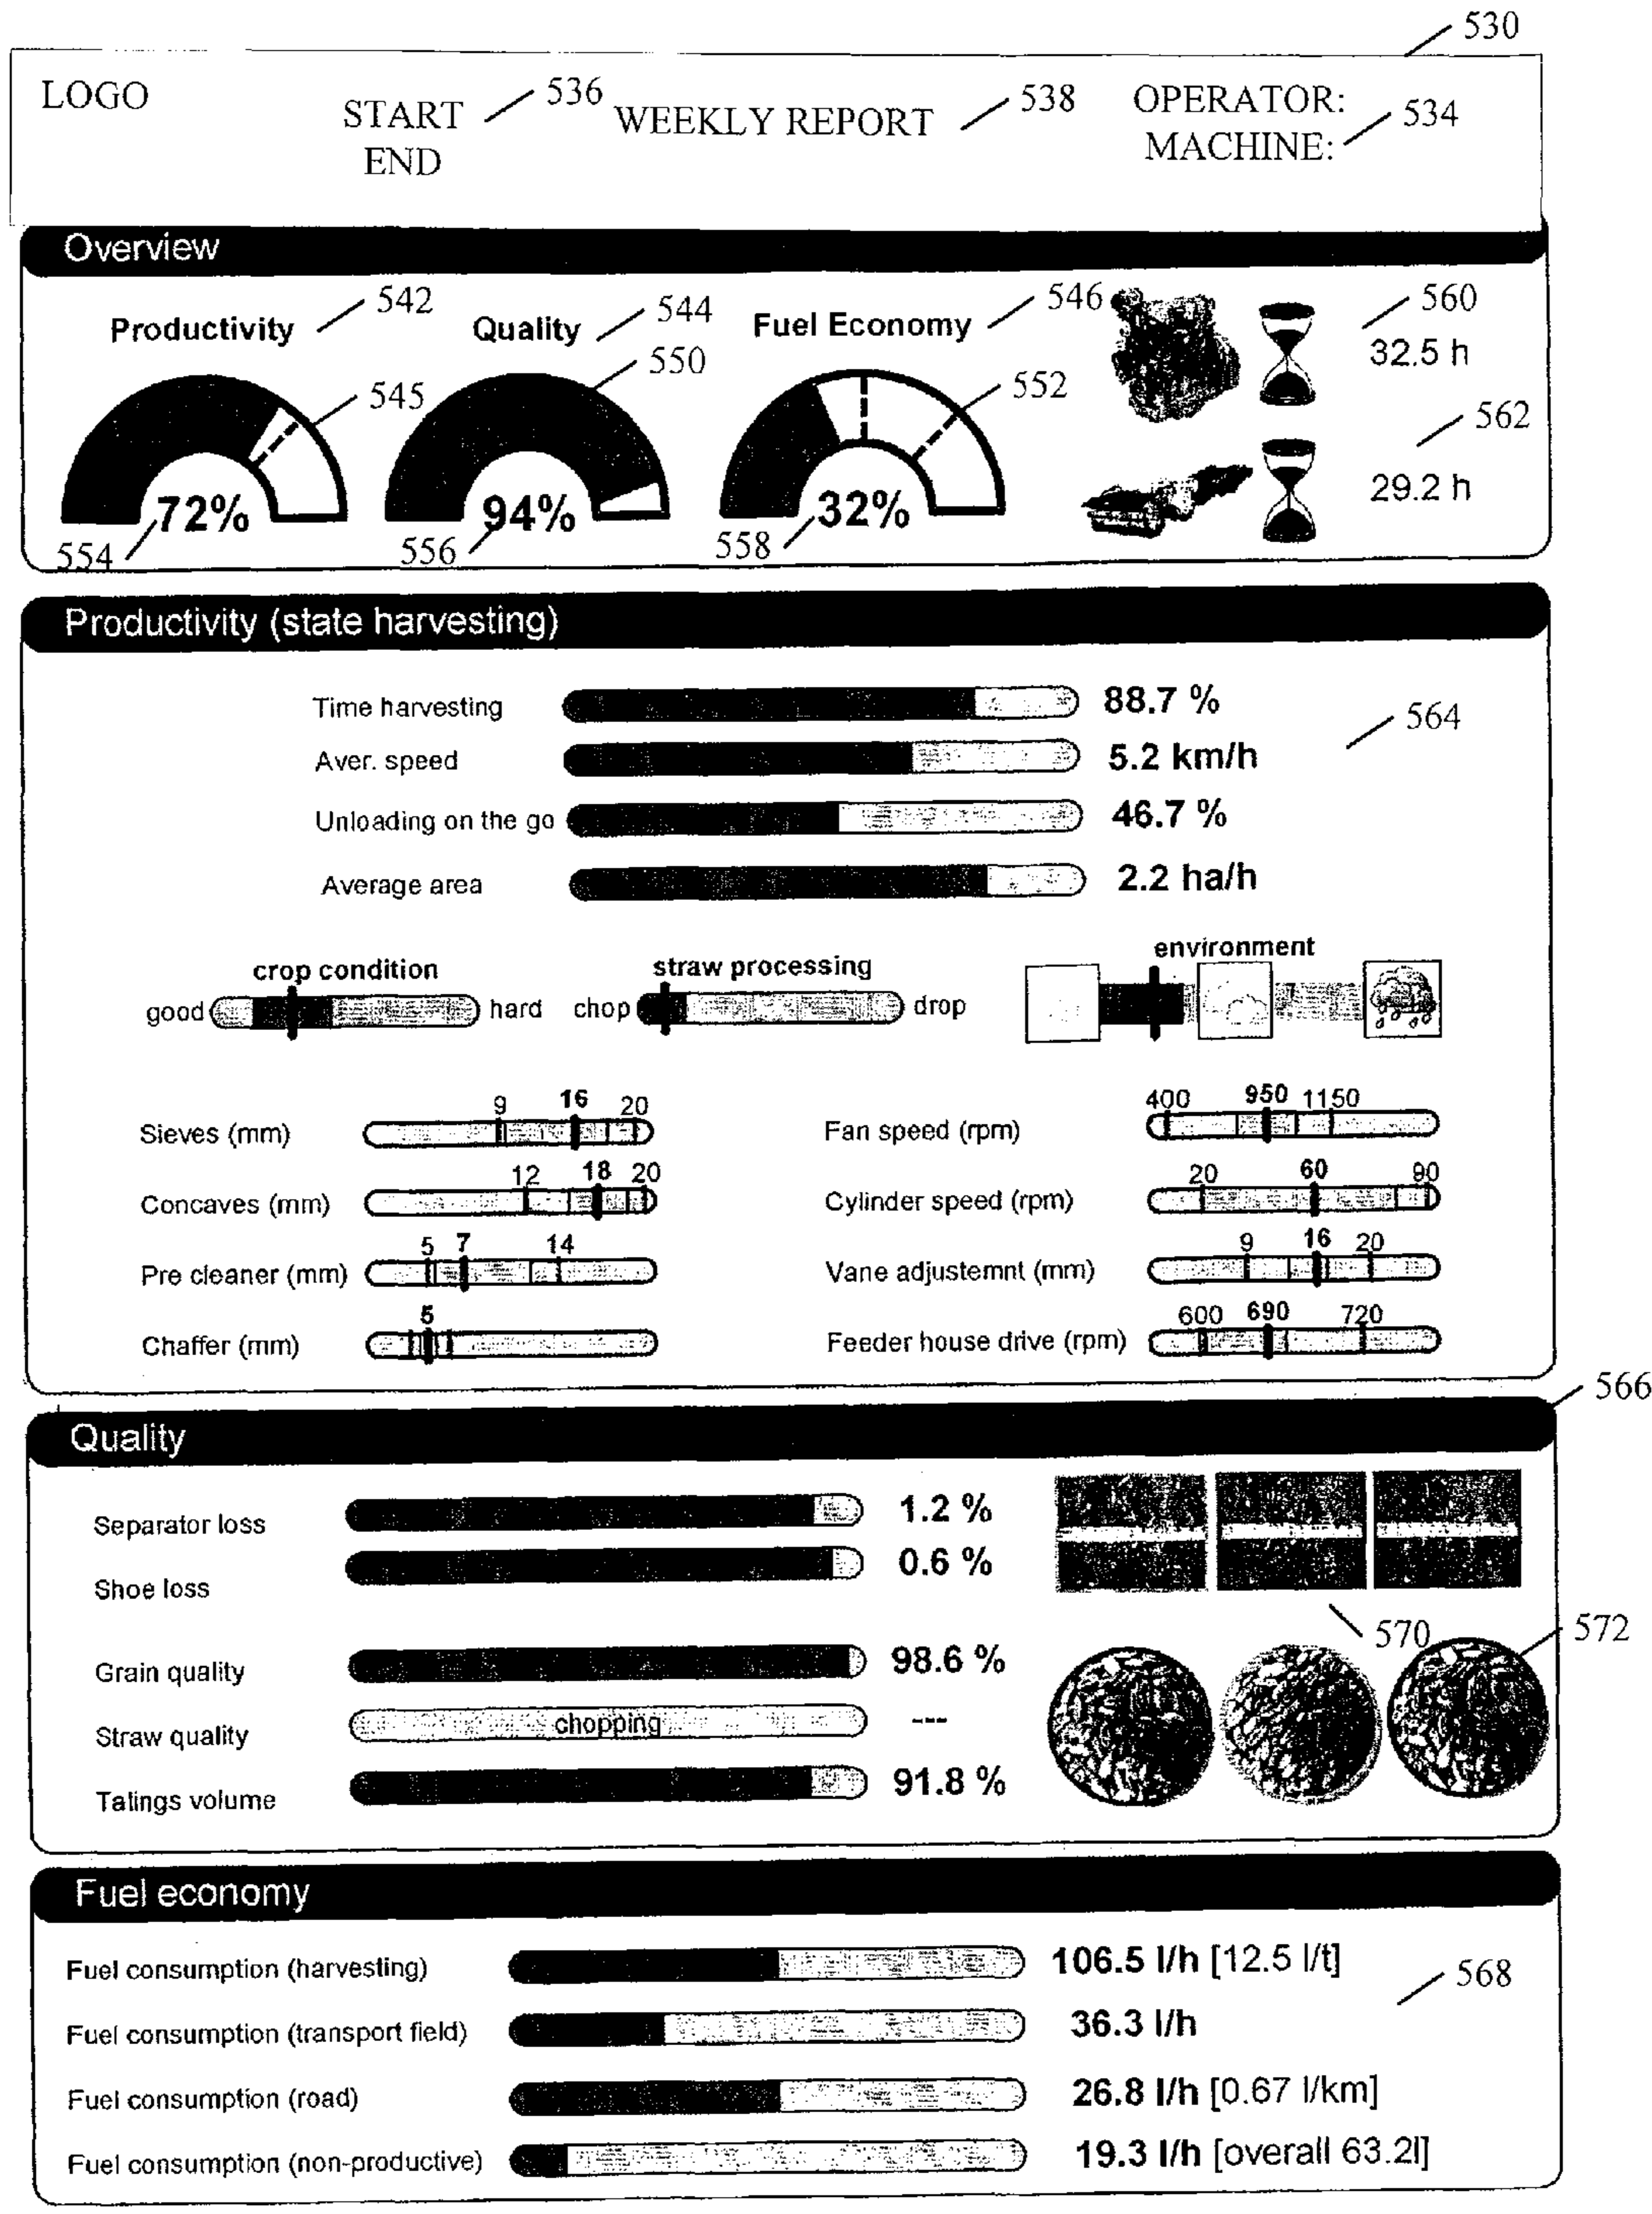 530
LOGO
START
END
536
WEEKLY REPORT
538
OPERATOR:
MACHINE:
534
Overview
Productivity
542
Quality
544
Fuel Economy
546
560
32.5 h
545
550
552
562
29.2 h
72%
94%
32%
554
556
558
Productivity (state harvesting)
Time harvesting 88.7 %
564
Aver. speed 5.2 km/h
Unloading on the go 46.7 %
Average area 2.2 ha/h
crop condition
good hard
straw processing
chop drop
environment
Sieves (mm) 9 16 20
Fan speed (rpm) 400 950 1150
Concaves (mm) 12 18 20
Cylinder speed (rpm) 20 60 90
Pre cleaner (mm) 5 7 14
Vane adjustemnt (mm) 9 16 20
Chaffer (mm) 5
Feeder house drive (rpm) 600 690 720
566
Quality
Separator loss 1.2 %
Shoe loss 0.6 %
570
572
Grain quality 98.6 %
Straw quality chopping ---
Talings volume 91.8 %
Fuel economy
Fuel consumption (harvesting) 106.5 l/h [12.5 l/t]
568
Fuel consumption (transport field) 36.3 l/h
Fuel consumption (road) 26.8 l/h [0.67 l/km]
Fuel consumption (non-productive) 19.3 l/h [overall 63.2l]